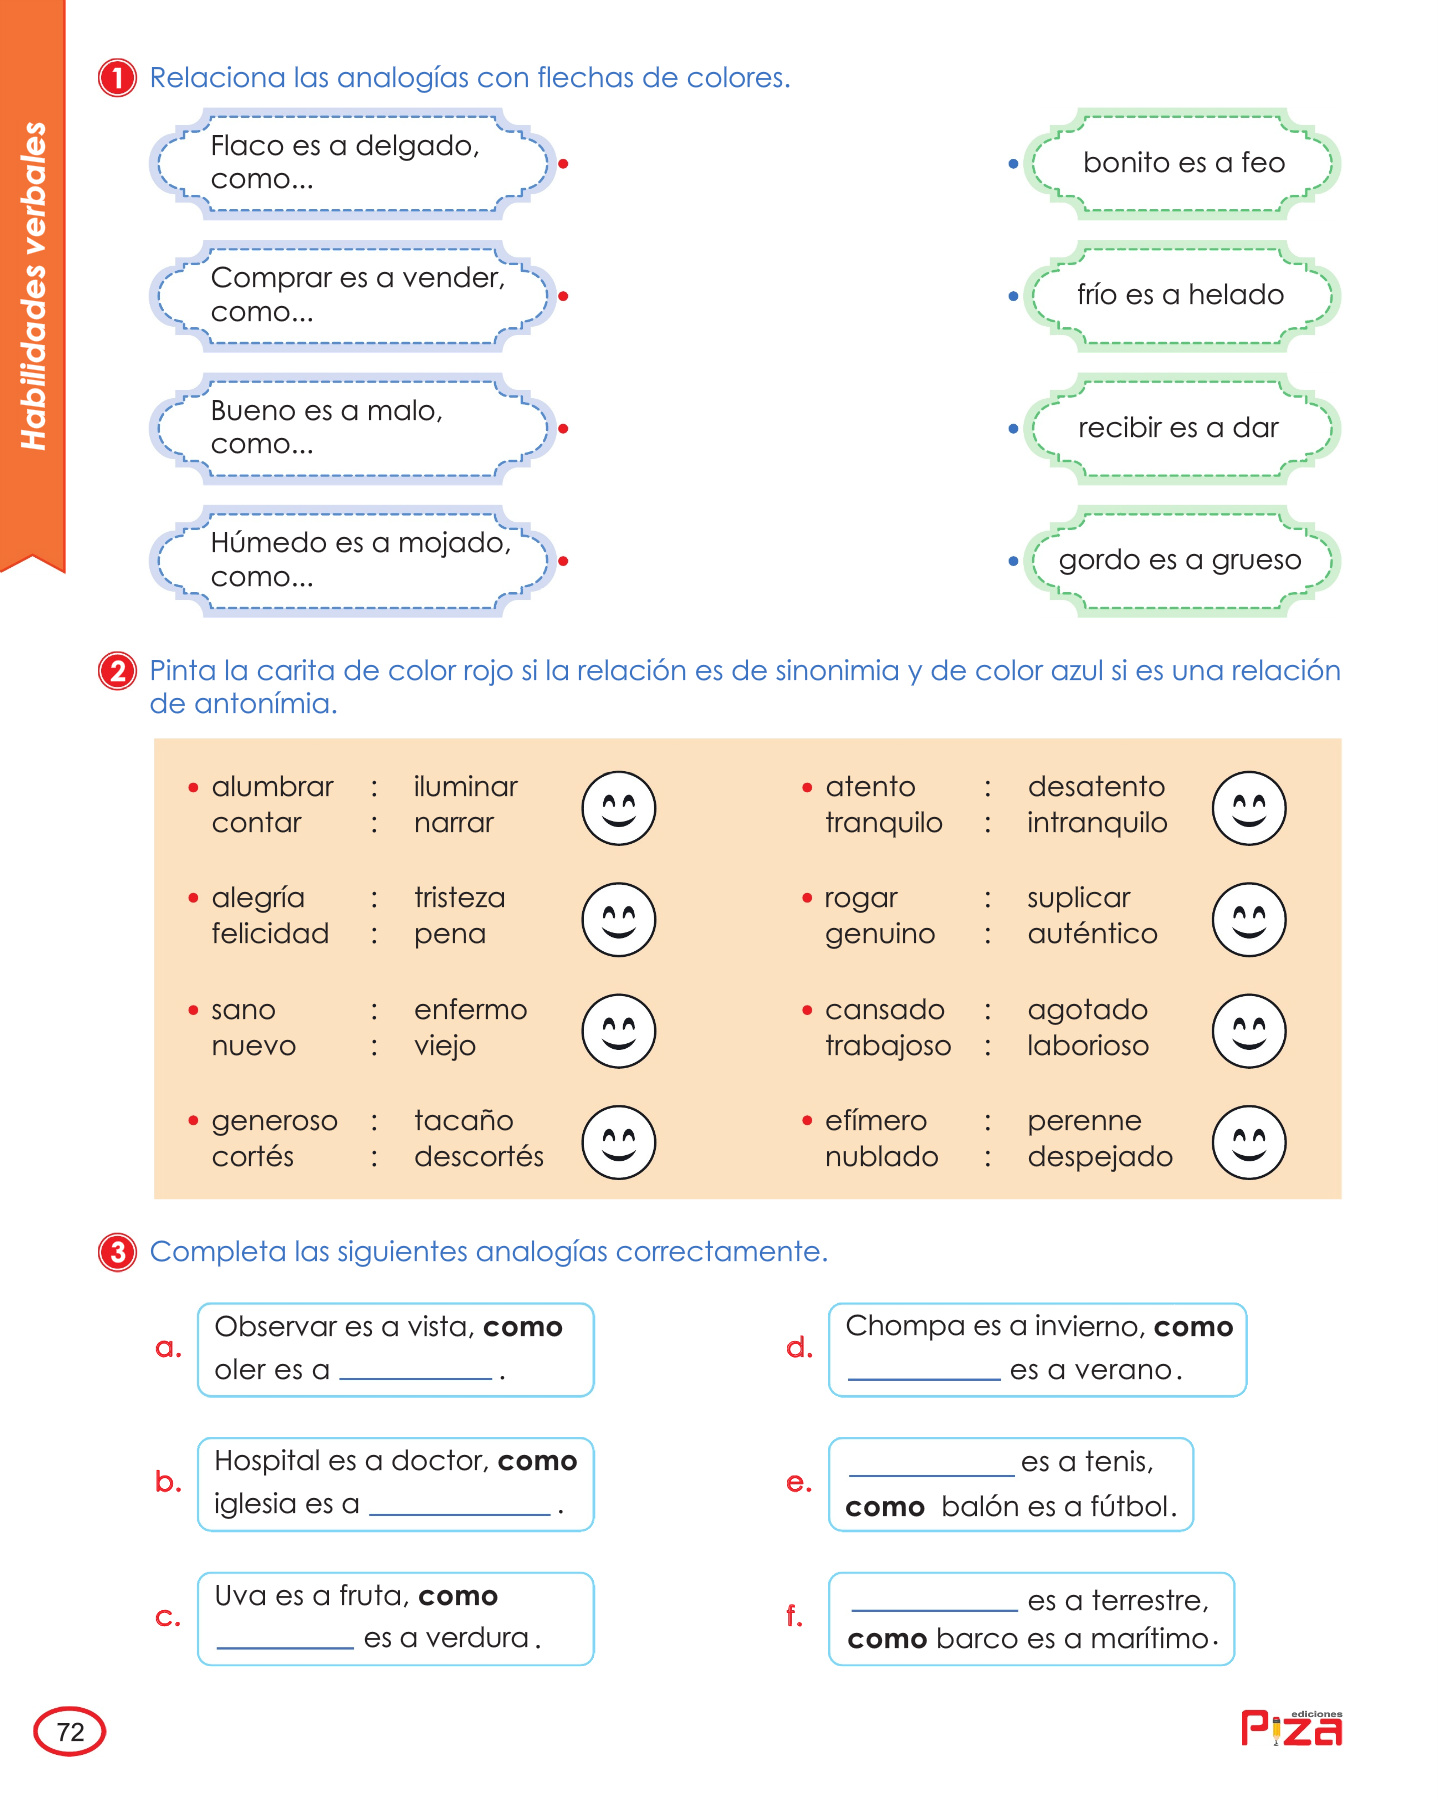 Habilidades verbales
1 Relaciona las analogías con flechas de colores.
Flaco es a delgado,
como...
bonito es a feo
Comprar es a vender,
como...
frío es a helado
Bueno es a malo,
como...
recibir es a dar
Húmedo es a mojado,
como...
gordo es a grueso
2 Pinta la carita de color rojo si la relación es de sinonimia y de color azul si es una relación
de antonímia.
• alumbrar : iluminar
contar : narrar
• atento : desatento
tranquilo : intranquilo
• alegría : tristeza
felicidad : pena
• rogar : suplicar
genuino : auténtico
• sano : enfermo
nuevo : viejo
• cansado : agotado
trabajoso : laborioso
• generoso : tacaño
cortés : descortés
• efímero : perenne
nublado : despejado
3 Completa las siguientes analogías correctamente.
a. Observar es a vista, como
oler es a __________ .
d. Chompa es a invierno, como
__________ es a verano.
b. Hospital es a doctor, como
iglesia es a ____________ .
e. ___________ es a tenis,
como balón es a fútbol.
c. Uva es a fruta, como
_________ es a verdura.
f. ___________ es a terrestre,
como barco es a marítimo.
72
ediciones
Piza